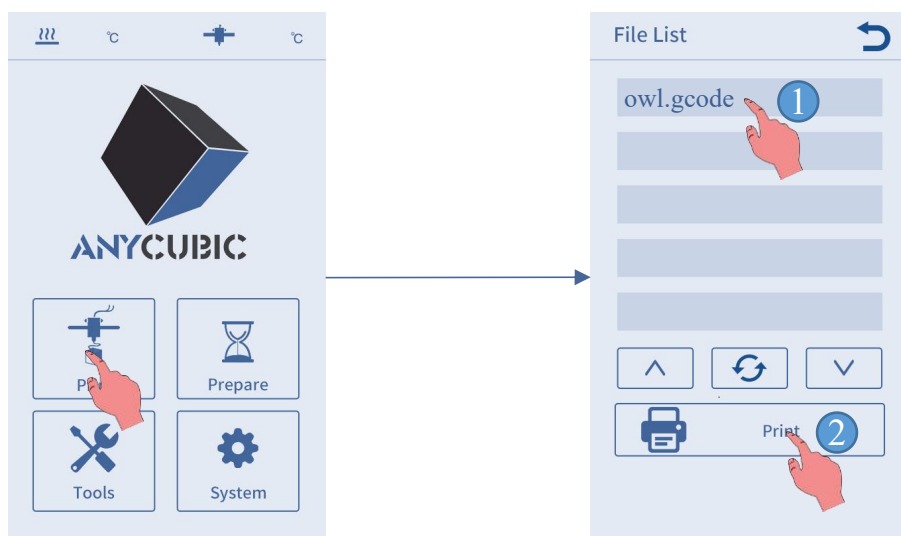 ℃ ℃
ANYCUBIC
Prepare
Tools System
File List
owl.gcode 1
Print 2